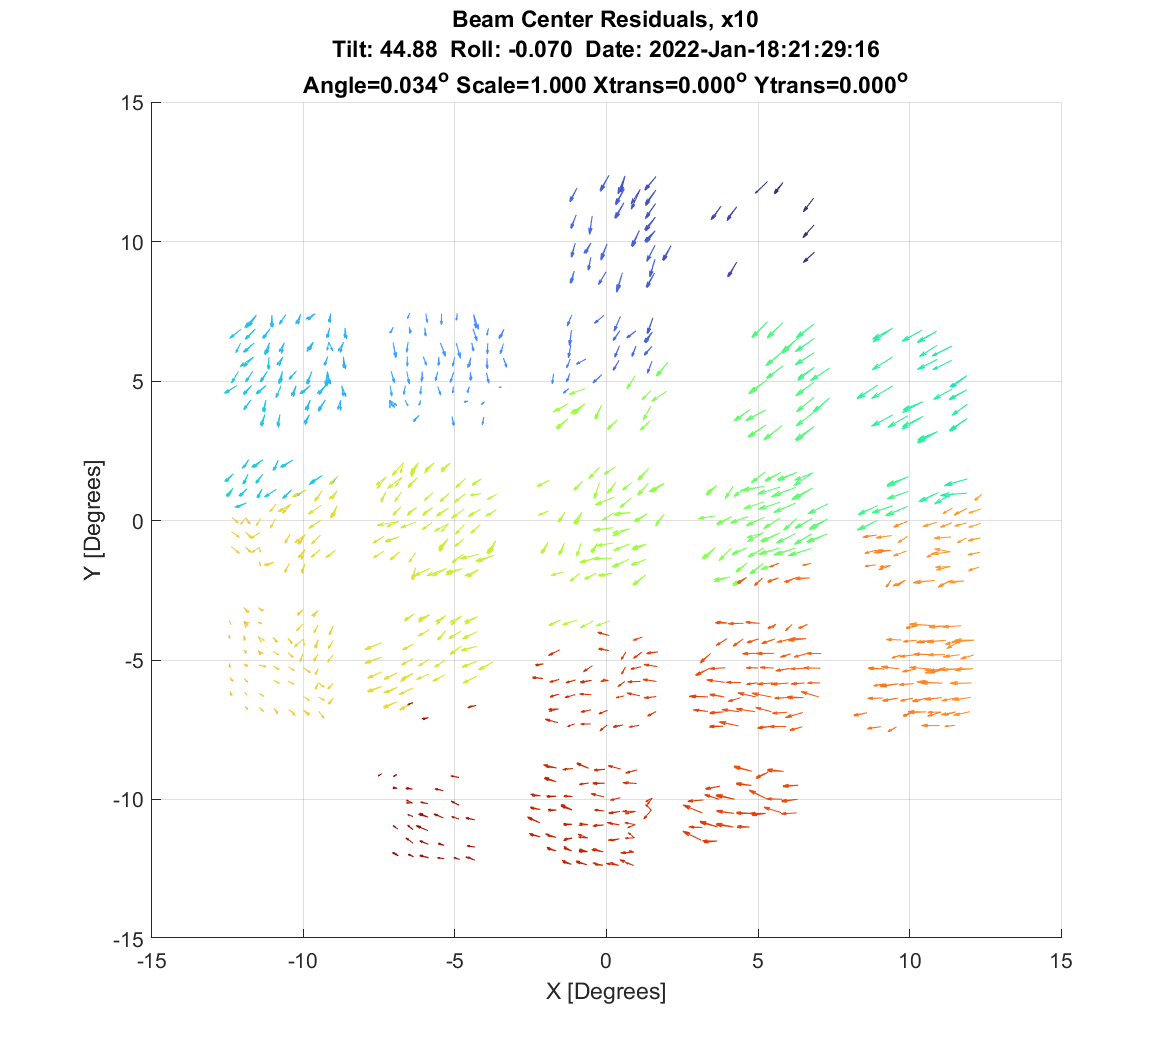 Beam Center Residuals, x10
Tilt: 44.88 Roll: -0.070 Date: 2022-Jan-18:21:29:16
Angle=0.034° Scale=1.000 Xtrans=0.000° Ytrans=0.000°
15
10
5
0
-5
-10
-15
Y [Degrees]
-15 -10 -5 0 5 10 15
X [Degrees]